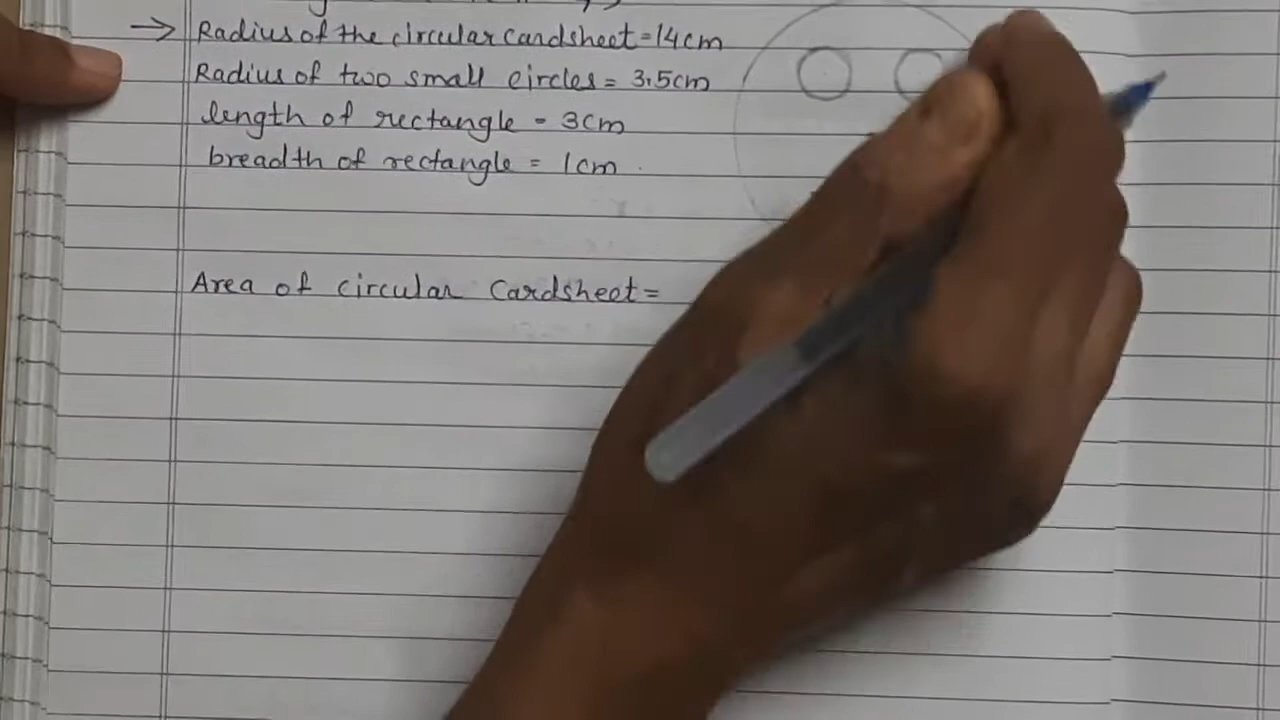 → Radius of the circular cardsheet = 14cm
Radius of two small circles = 3.5cm
length of rectangle = 3cm
breadth of rectangle = 1cm.
Area of circular Cardsheet =